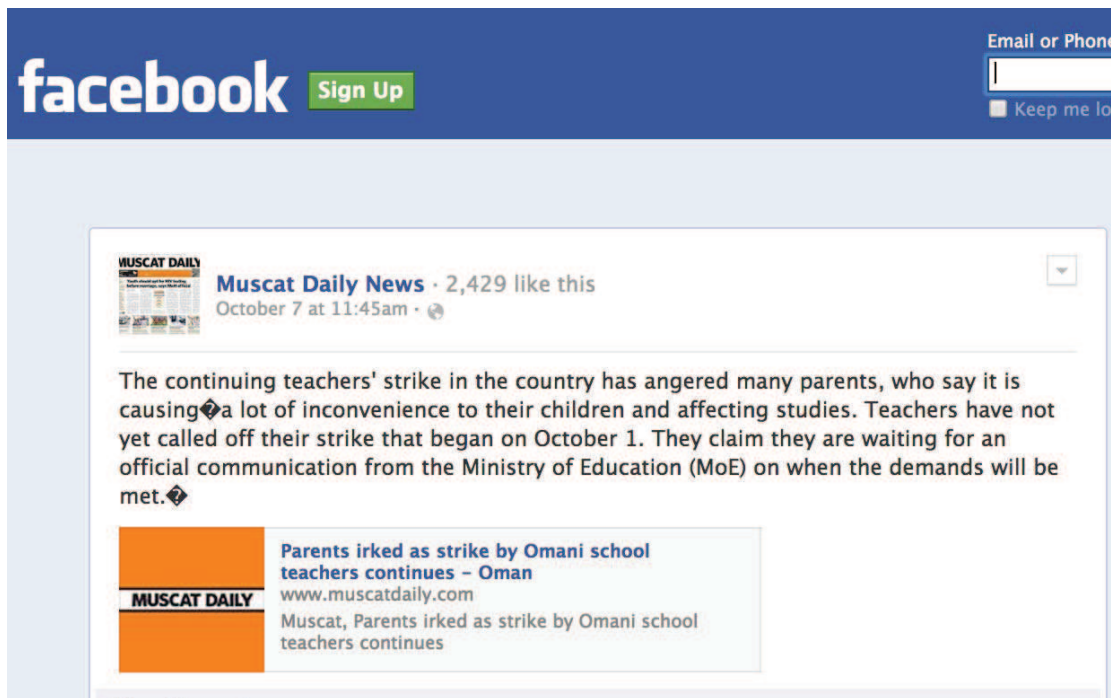 Email or Phone
facebook Sign Up
Keep me lo
MUSCAT DAILY
Muscat Daily News · 2,429 like this
October 7 at 11:45am ·
The continuing teachers' strike in the country has angered many parents, who say it is
causing�a lot of inconvenience to their children and affecting studies. Teachers have not
yet called off their strike that began on October 1. They claim they are waiting for an
official communication from the Ministry of Education (MoE) on when the demands will be
met.�
Parents irked as strike by Omani school
teachers continues – Oman
www.muscatdaily.com
MUSCAT DAILY
Muscat, Parents irked as strike by Omani school
teachers continues